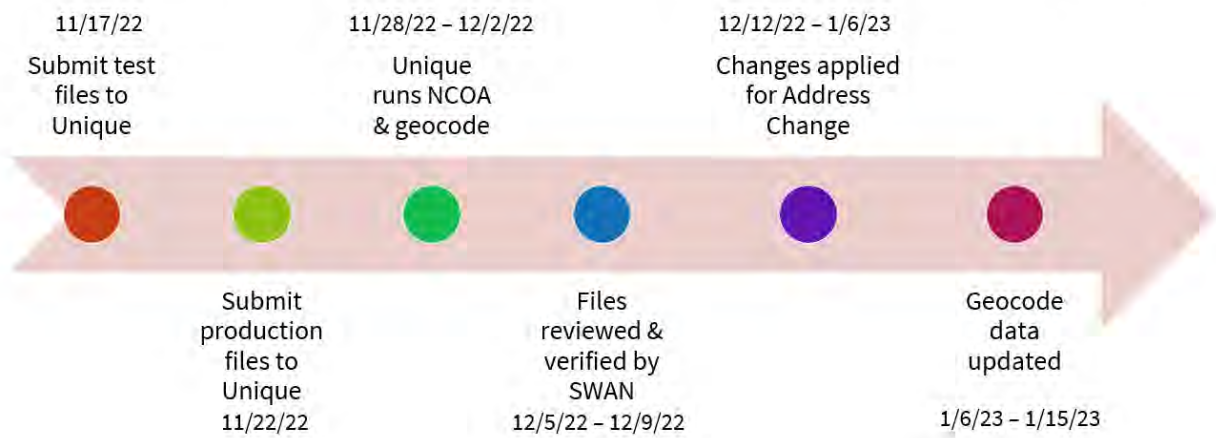 11/17/22
Submit test
files to
Unique
Submit
production
files to
Unique
11/22/22
11/28/22 – 12/2/22
Unique
runs NCOA
& geocode
Files
reviewed &
verified by
SWAN
12/5/22 – 12/9/22
12/12/22 – 1/6/23
Changes applied
for Address
Change
Geocode
data
updated
1/6/23 – 1/15/23